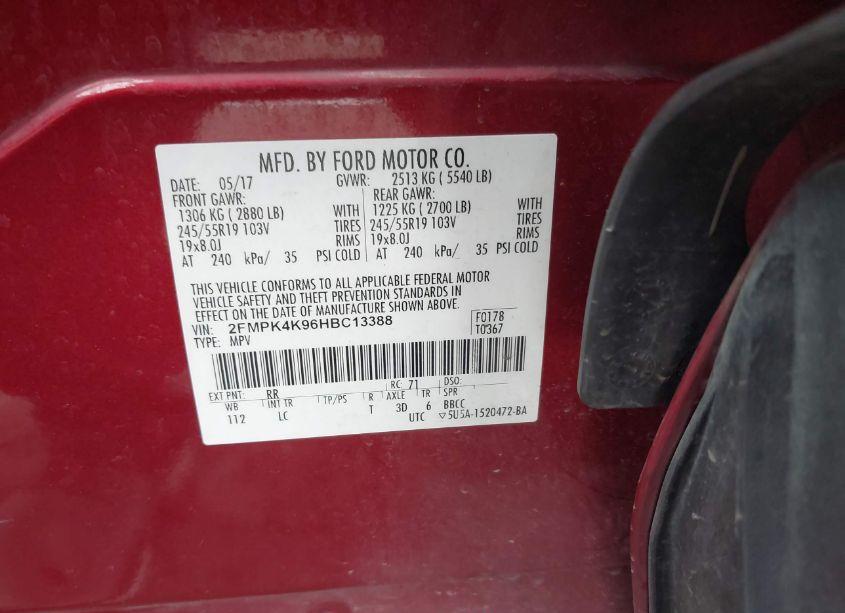 MFD. BY FORD MOTOR CO.
DATE: 05/17 GVWR: 2513 KG ( 5540 LB)
FRONT GAWR: REAR GAWR:
1306 KG ( 2880 LB) WITH 1225 KG ( 2700 LB) WITH
245/55R19 103V TIRES 245/55R19 103V TIRES
19x8.0J RIMS 19x8.0J RIMS
AT 240 kPa/ 35 PSI COLD AT 240 kPa/ 35 PSI COLD
THIS VEHICLE CONFORMS TO ALL APPLICABLE FEDERAL MOTOR
VEHICLE SAFETY AND THEFT PREVENTION STANDARDS IN
EFFECT ON THE DATE OF MANUFACTURE SHOWN ABOVE.
VIN: 2FMPK4K96HBC13388 F0178
TYPE: MPV T0367
EXT PNT: RR RC: 71 DSO:
WB INT TR TP/PS R AXLE TR SPR
112 LC T 3D 6 BBCC
UTC ▽5U5A-1520472-BA